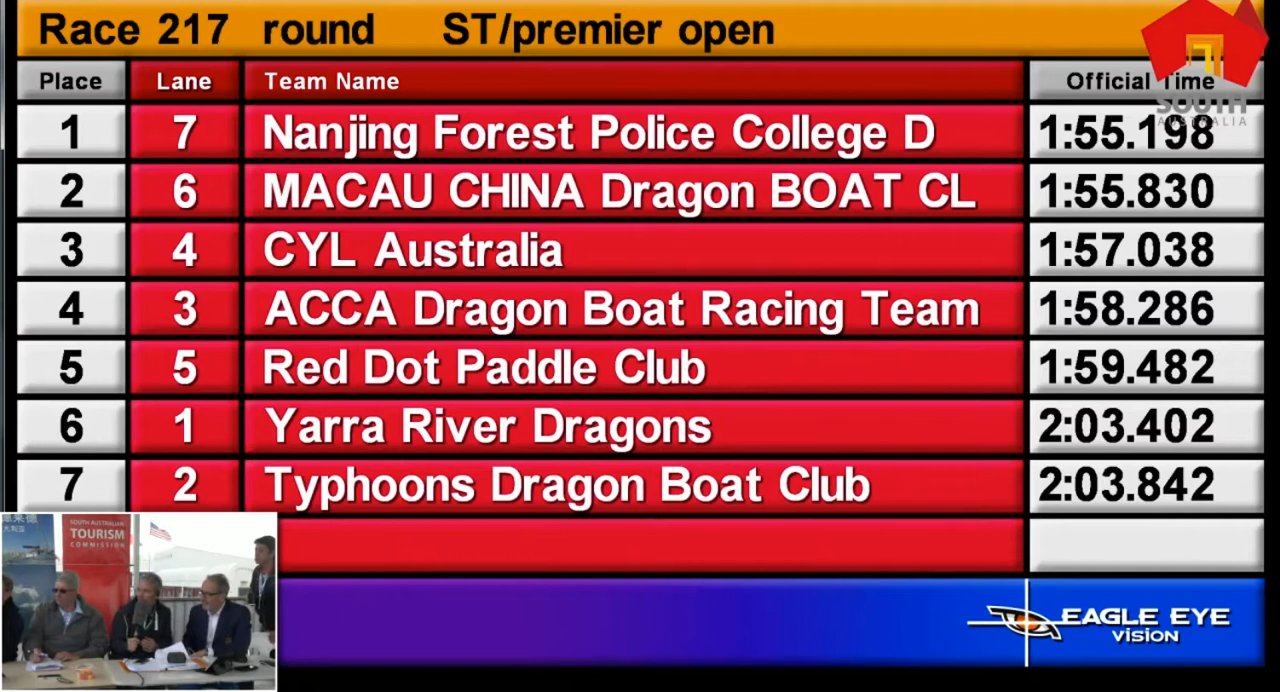 Race 217 round ST/premier open
Place Lane Team Name Official Time
SOUTH
AUSTRALIA
1 7 Nanjing Forest Police College D 1:55.198
2 6 MACAU CHINA Dragon BOAT CL 1:55.830
3 4 CYL Australia 1:57.038
4 3 ACCA Dragon Boat Racing Team 1:58.286
5 5 Red Dot Paddle Club 1:59.482
6 1 Yarra River Dragons 2:03.402
7 2 Typhoons Dragon Boat Club 2:03.842
SOUTH AUSTRALIAN
TOURISM
COMMISSION
EAGLE EYE
vision